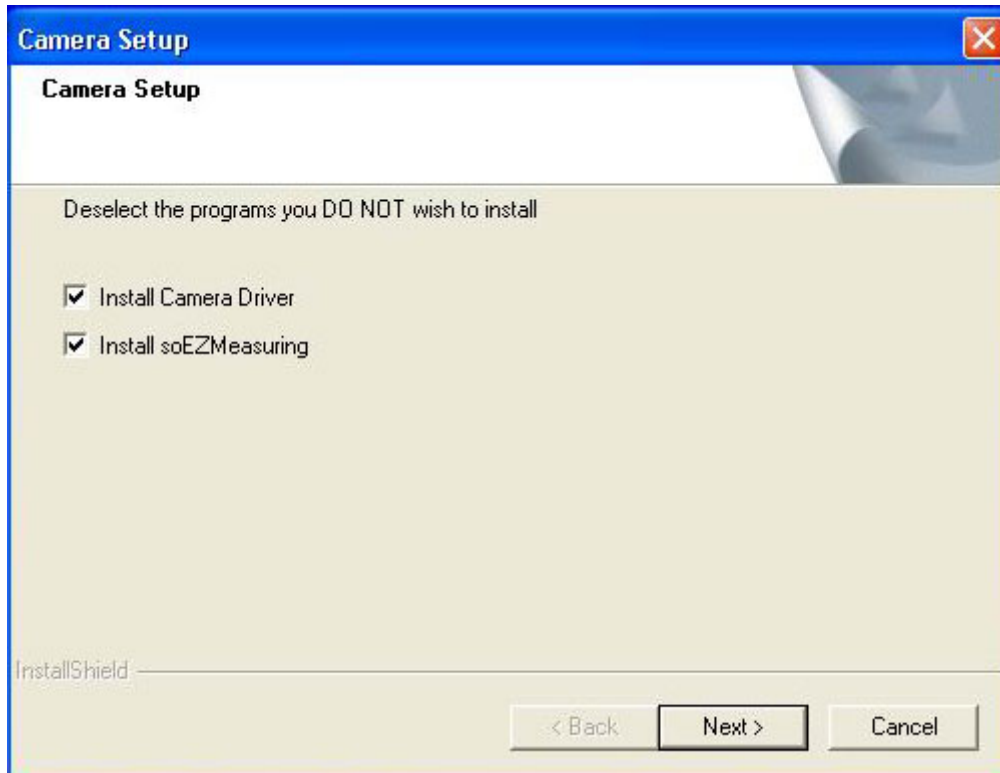 Camera Setup
Camera Setup
Deselect the programs you DO NOT wish to install
Install Camera Driver
Install soEZMeasuring
InstallShield
< Back Next > Cancel